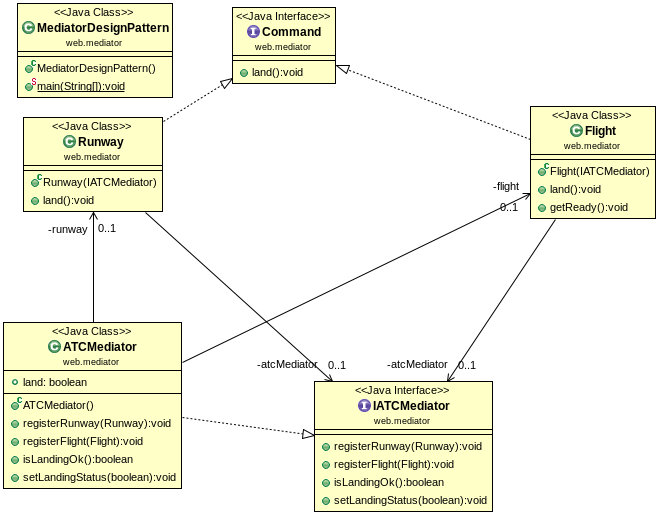 <<Java Class>>
MediatorDesignPattern
web.mediator
MediatorDesignPattern()
main(String[]):void
<<Java Interface>>
Command
web.mediator
land():void
<<Java Class>>
Runway
web.mediator
Runway(IATCMediator)
land():void
<<Java Class>>
Flight
web.mediator
Flight(IATCMediator)
land():void
getReady():void
-flight
0..1
-runway 0..1
<<Java Class>>
ATCMediator
web.mediator
land: boolean
ATCMediator()
registerRunway(Runway):void
registerFlight(Flight):void
isLandingOk():boolean
setLandingStatus(boolean):void
-atcMediator 0..1
-atcMediator 0..1
<<Java Interface>>
IATCMediator
web.mediator
registerRunway(Runway):void
registerFlight(Flight):void
isLandingOk():boolean
setLandingStatus(boolean):void